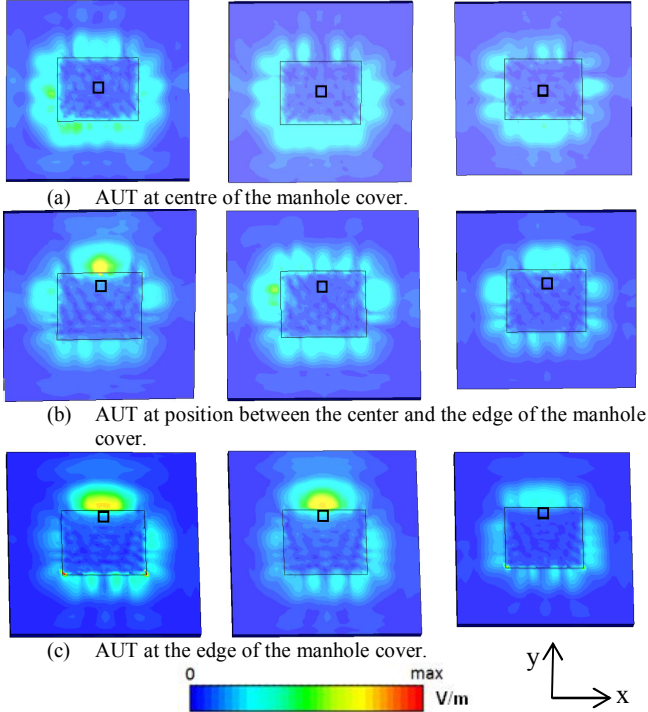 (a) AUT at centre of the manhole cover.
(b) AUT at position between the center and the edge of the manhole
cover.
(c) AUT at the edge of the manhole cover.
0 max
V/m
y
x